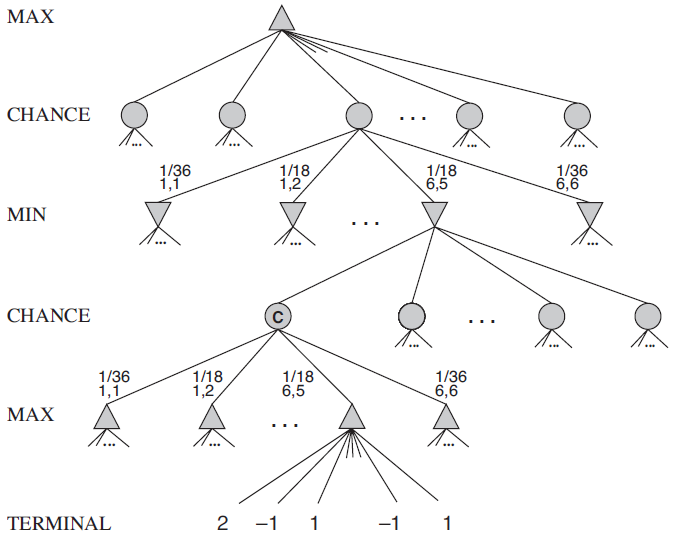 MAX
CHANCE
...
... ... ... ...
1/36 1/18 1/18 1/36
1,1 1,2 6,5 6,6
MIN
...
... ... ...
CHANCE
C
...
... ... ...
1/36 1/18 1/18 1/36
1,1 1,2 6,5 6,6
MAX
...
... ... ...
TERMINAL 2 –1 1 –1 1